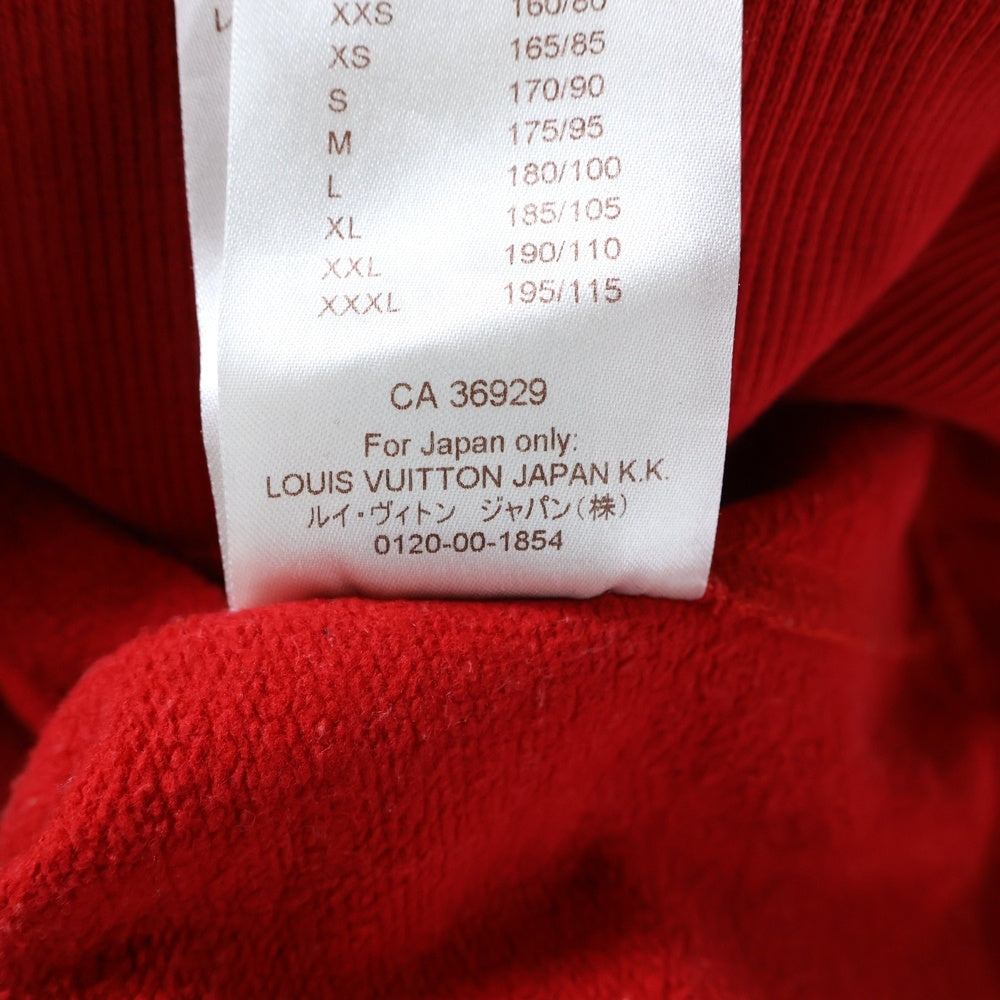 XXS 160/80
XS 165/85
S 170/90
M 175/95
L 180/100
XL 185/105
XXL 190/110
XXXL 195/115
CA 36929
For Japan only:
LOUIS VUITTON JAPAN K.K.
ルイ・ヴィトン ジャパン(株)
0120-00-1854